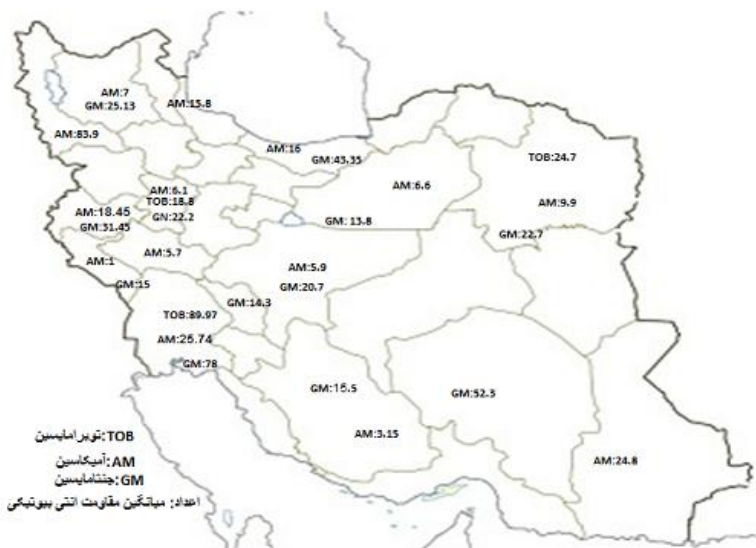 AM:7
GM:25.13
AM:15.8
AM:83.9
AM:16
GM:43.35
TOB:24.7
AM:6.1
AM:6.6
TOB:18.8
AM:9.9
AM:18.45
GN:22.2
GM: 13.8
GM:31.45
GM:22.7
AM:5.7
AM:1
AM:5.9
GM:15
GM:14.3
GM:20.7
TOB:89.97
AM:25.74
GM:78
GM:15.5
GM:52.3
AM:3.15
AM:24.8
TOB:توبرامایسین
AM:آمیکاسین
GM:جنتامایسین
اعداد: میانگین مقاومت انتی بیوتیکی